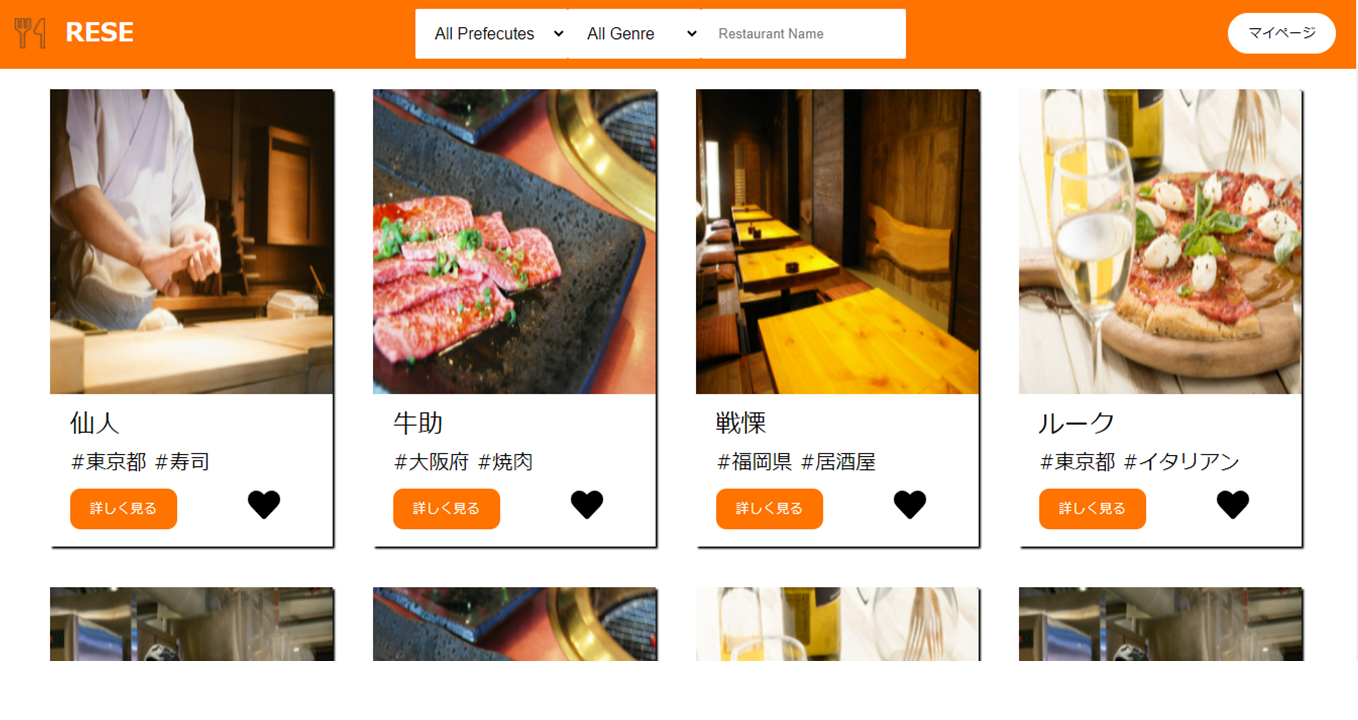 RESE
All Prefecutes
All Genre
Restaurant Name
マイページ
仙人
#東京都 #寿司
詳しく見る
牛助
#大阪府 #焼肉
詳しく見る
戦慄
#福岡県 #居酒屋
詳しく見る
ルーク
#東京都 #イタリアン
詳しく見る